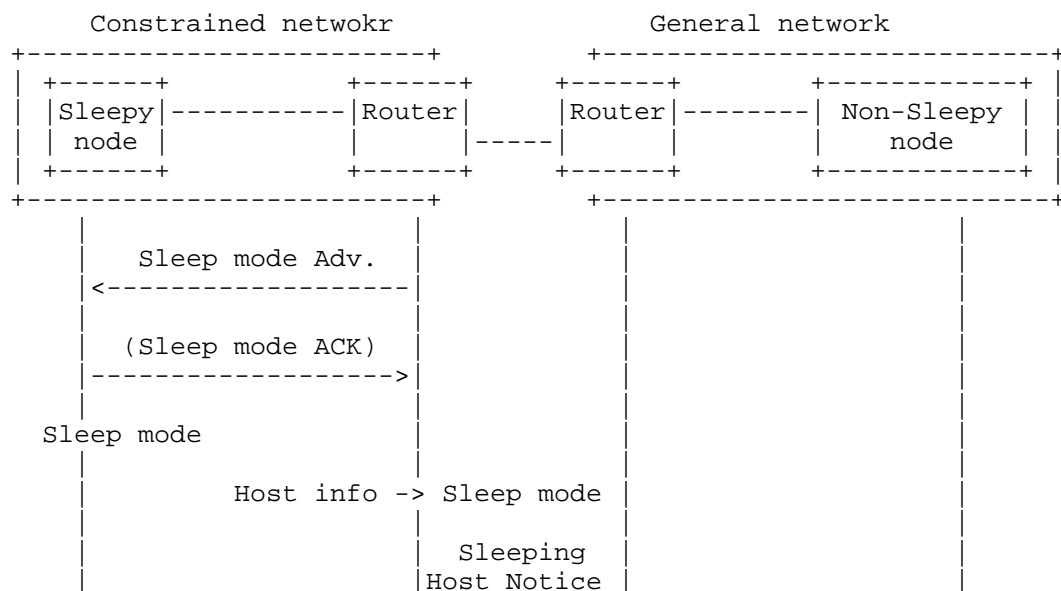 Constrained netwokr General network
Sleepy Router Router Non-Sleepy
node node
Sleep mode Adv.
(Sleep mode ACK)
Sleep mode
Host info -> Sleep mode
Sleeping
Host Notice